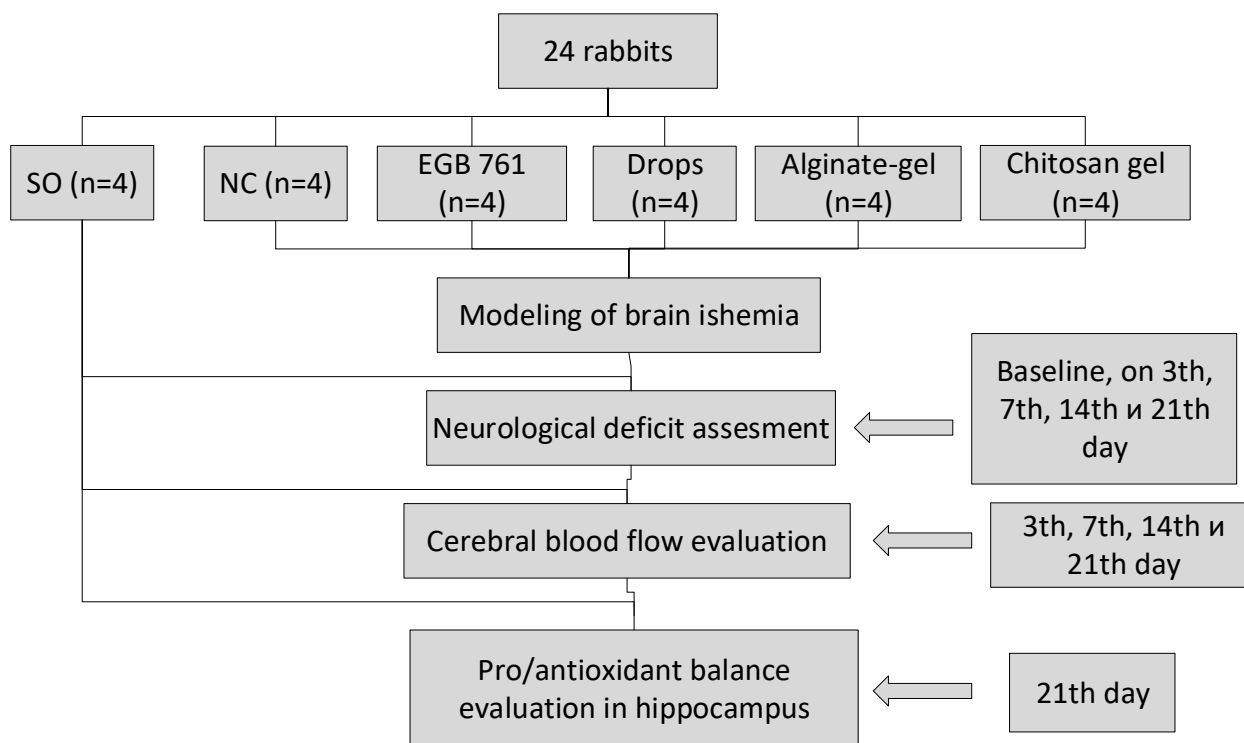 24 rabbits
SO (n=4)
NC (n=4)
EGB 761
(n=4)
Drops
(n=4)
Alginate-gel
(n=4)
Chitosan gel
(n=4)
Modeling of brain ishemia
Neurological deficit assesment
Baseline, on 3th,
7th, 14th и 21th
day
Cerebral blood flow evaluation
3th, 7th, 14th и
21th day
Pro/antioxidant balance
evaluation in hippocampus
21th day